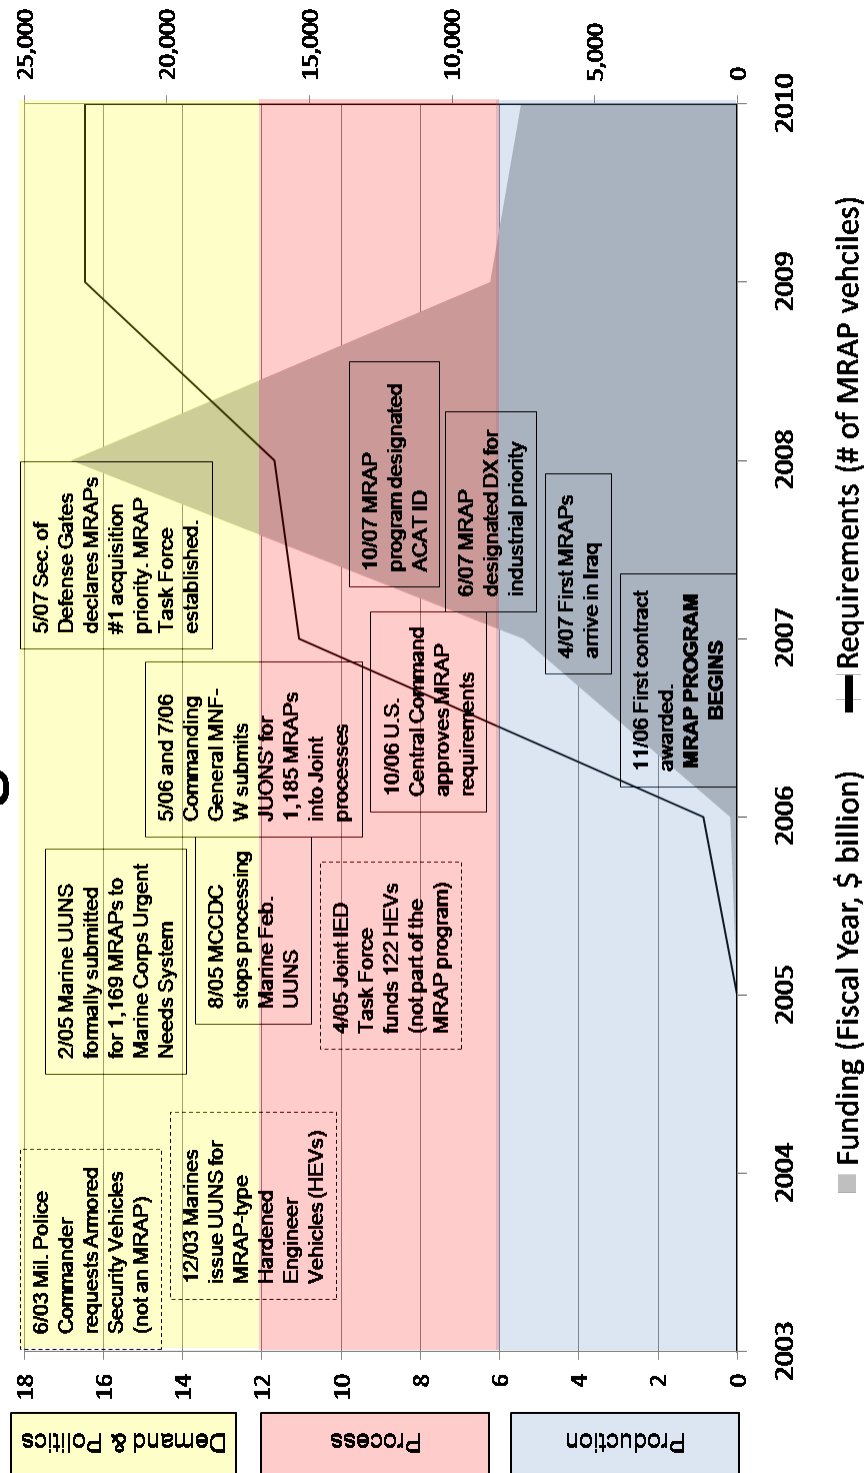 Demand & Politics
Process
Production
18
16
14
12
10
8
6
4
2
0
25,000
20,000
15,000
10,000
5,000
0
6/03 Mil. Police
Commander
requests Armored
Security Vehicles
(not an MRAP)
12/03 Marines
issue UUNS for
MRAP-type
Hardened
Engineer
Vehicles (HEVs)
2/05 Marine UUNS
formally submitted
for 1,169 MRAPs to
Marine Corps Urgent
Needs System
8/05 MCCDC
stops processing
Marine Feb.
UUNS
4/05 Joint IED
Task Force
funds 122 HEVs
(not part of the
MRAP program)
5/06 and 7/06
Commanding
General MNF-
W submits
JUONS' for
1,185 MRAPs
into Joint
processes
10/06 U.S.
Central Command
approves MRAP
requirements
11/06 First contract
awarded.
MRAP PROGRAM
BEGINS
5/07 Sec. of
Defense Gates
declares MRAPs
#1 acquisition
priority. MRAP
Task Force
established.
10/07 MRAP
program designated
ACAT ID
6/07 MRAP
designated DX for
industrial priority
4/07 First MRAPs
arrive in Iraq
2003
2004
2005
2006
2007
2008
2009
2010
Funding (Fiscal Year, $ billion)
Requirements (# of MRAP vehciles)